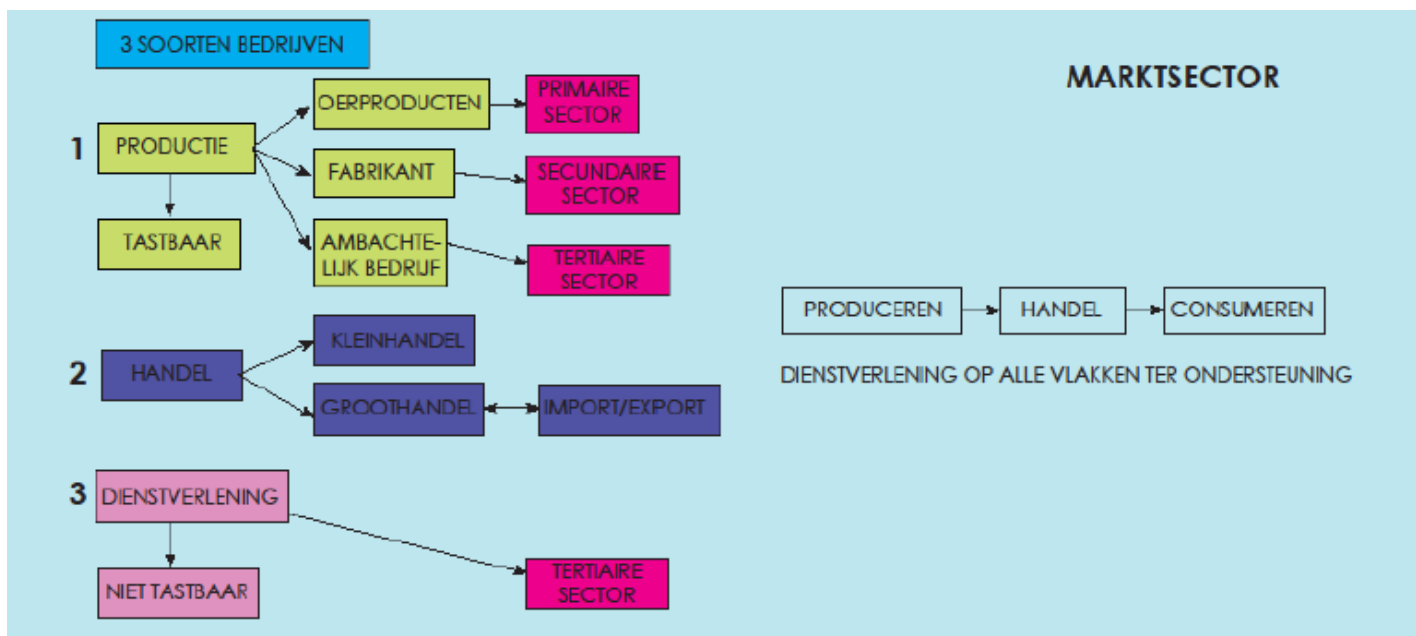 3 SOORTEN BEDRIJVEN
MARKTSECTOR
1
PRODUCTIE
TASTBAAR
OERPRODUCTEN
PRIMAIRE
SECTOR
FABRIKANT
SECUNDAIRE
SECTOR
AMBACHTE-
LIJK BEDRIJF
TERTIAIRE
SECTOR
2
HANDEL
KLEINHANDEL
GROOTHANDEL
IMPORT/EXPORT
3
DIENSTVERLENING
NIET TASTBAAR
TERTIAIRE
SECTOR
PRODUCEREN
HANDEL
CONSUMEREN
DIENSTVERLENING OP ALLE VLAKKEN TER ONDERSTEUNING